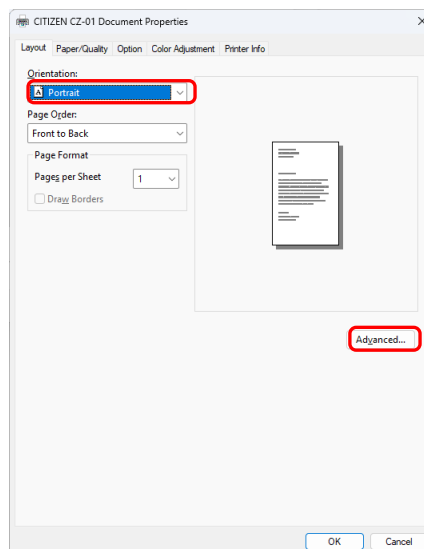 CITIZEN CZ-01 Document Properties
Layout Paper/Quality Option Color Adjustment Printer Info
Orientation:
A Portrait
Page Order:
Front to Back
Page Format
Pages per Sheet 1
Draw Borders
Advanced...
OK Cancel